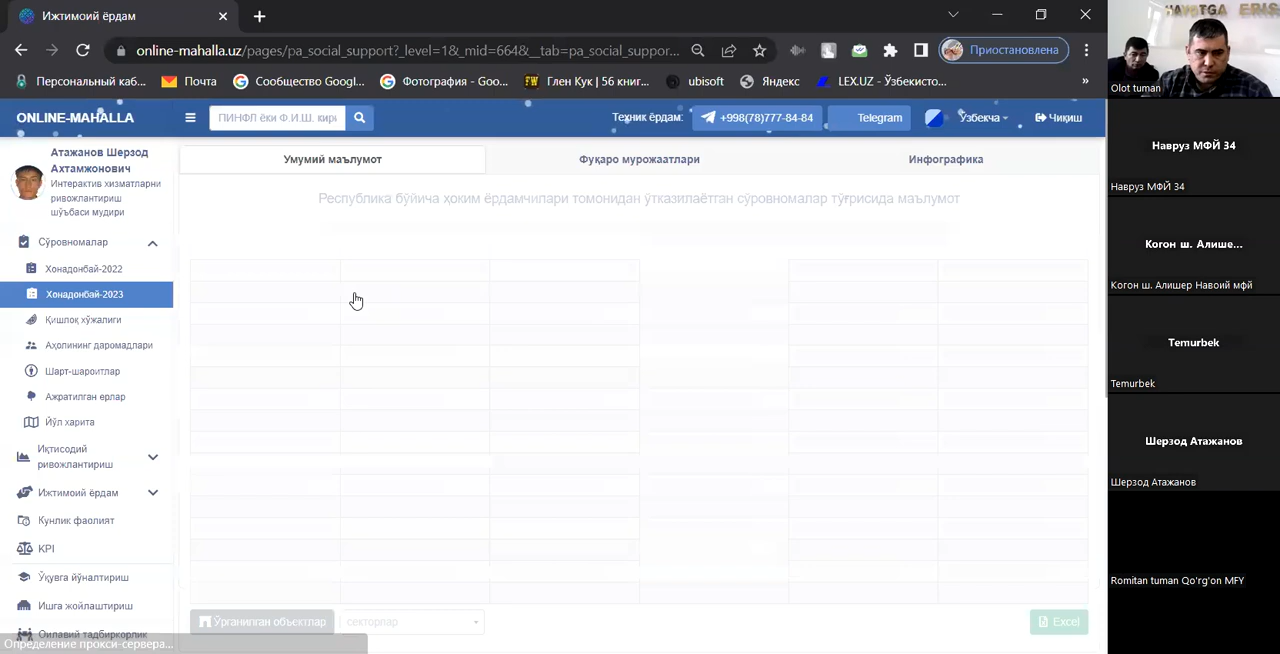 Ижтимоий ёрдам
online-mahalla.uz/pages/pa_social_support?_level=1&_mid=664&__tab=pa_social_suppor...
Приостановлена
Персональный каб...
Почта
Сообщество Googl...
Фотография - Goo...
Глен Кук | 56 книг...
ubisoft
Яндекс
LEX.UZ - Ўзбекисто...
»
ONLINE-MAHALLA
ПИНФП ёки Ф.И.Ш. кири
Техник ёрдам:
+998(78)777-84-84
Telegram
Ўзбекча
Чиқиш
Атажанов Шерзод
Ахтамжонович
Интерактив хизматларни
ривожлантириш
шўъбаси мудири
Сўровномалар
Хонадонбай-2022
Хонадонбай-2023
Қишлоқ хўжалиги
Аҳолининг даромадлари
Шарт-шароитлар
Ажратилган ерлар
Йўл харита
Иқтисодий
ривожлантириш
Ижтимоий ёрдам
Кунлик фаолият
KPI
Ўқувга йўналтириш
Ишга жойлаштириш
Оилавий тадбиркорлик
Определение прокси-сервера...
Умумий маълумот
Фуқаро мурожаатлари
Инфографика
Республика бўйича ҳоким ёрдамчилари томонидан ўтказилаётган сўровномалар тўғрисида маълумот
Ўрганилган объектлар
секторлар
Excel
Olot tuman
Навруз МФЙ 34
Навруз МФЙ 34
Когон ш. Алише...
Когон ш. Алишер Навоий мфй
Temurbek
Temurbek
Шерзод Атажанов
Шерзод Атажанов
Romitan tuman Qo'rg'on MFY